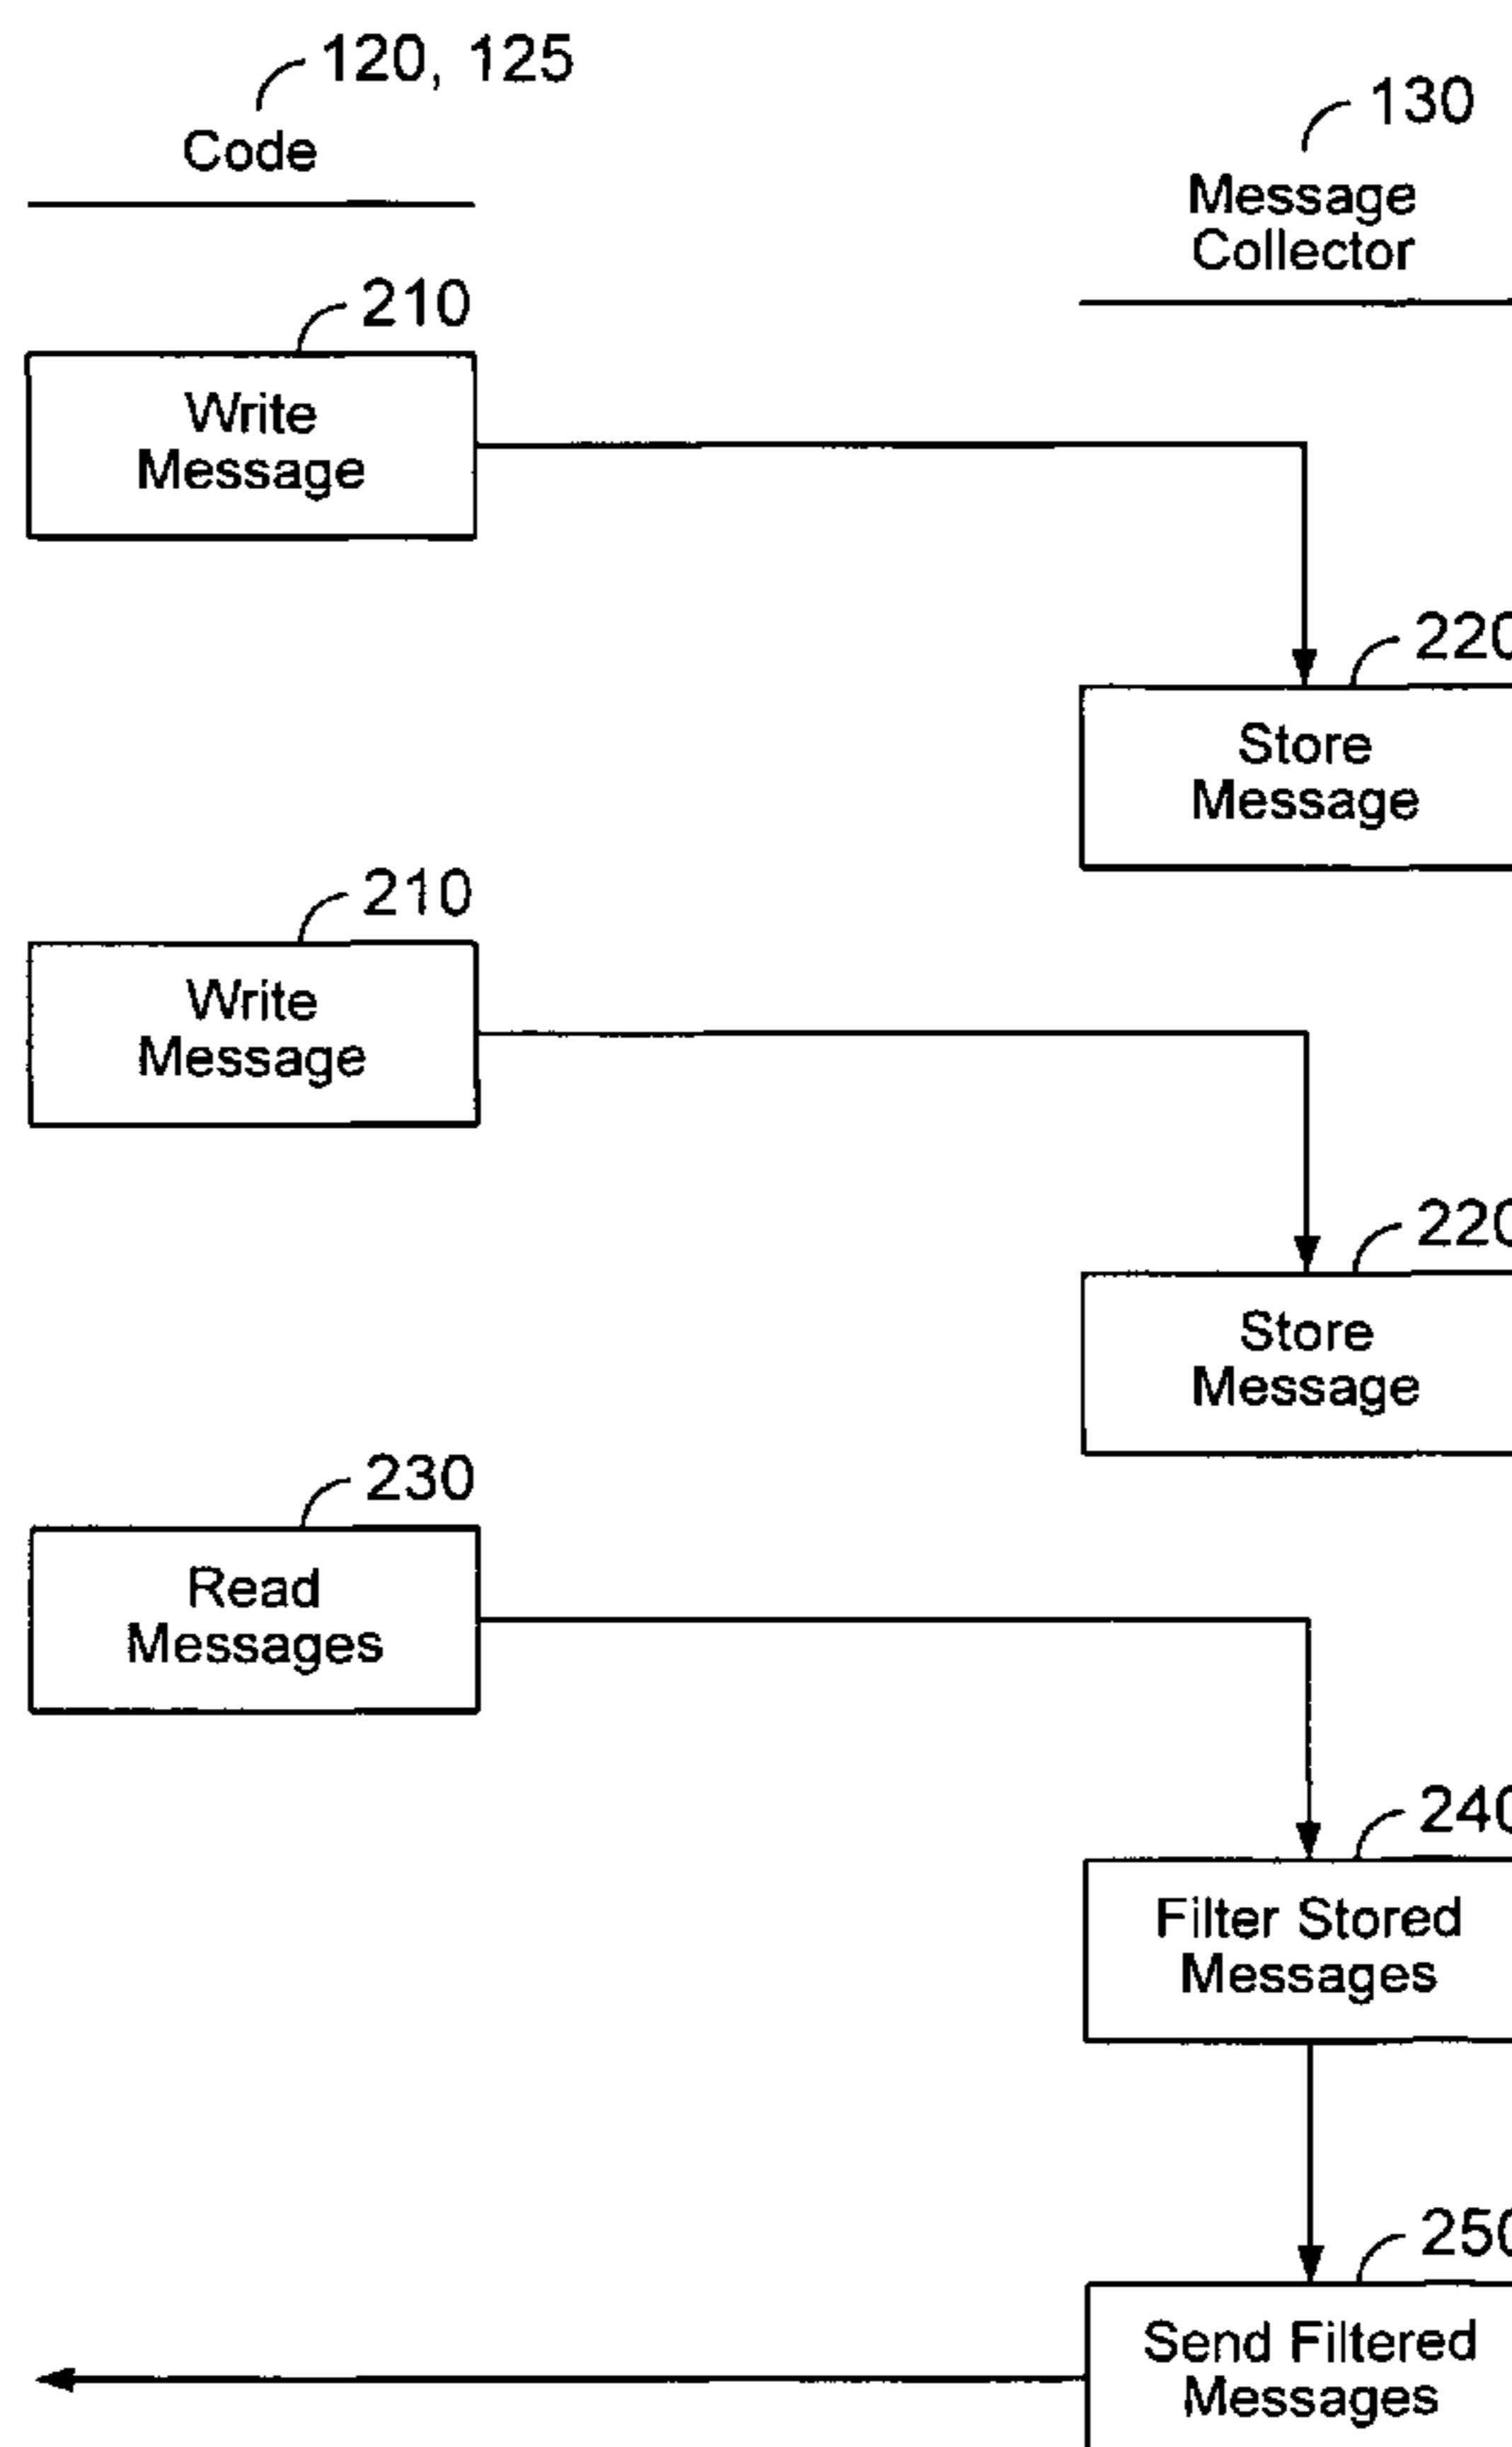 120, 125
Code
130
Message
Collector
210
Write
Message
220
Store
Message
210
Write
Message
220
Store
Message
230
Read
Messages
240
Filter Stored
Messages
250
Send Filtered
Messages